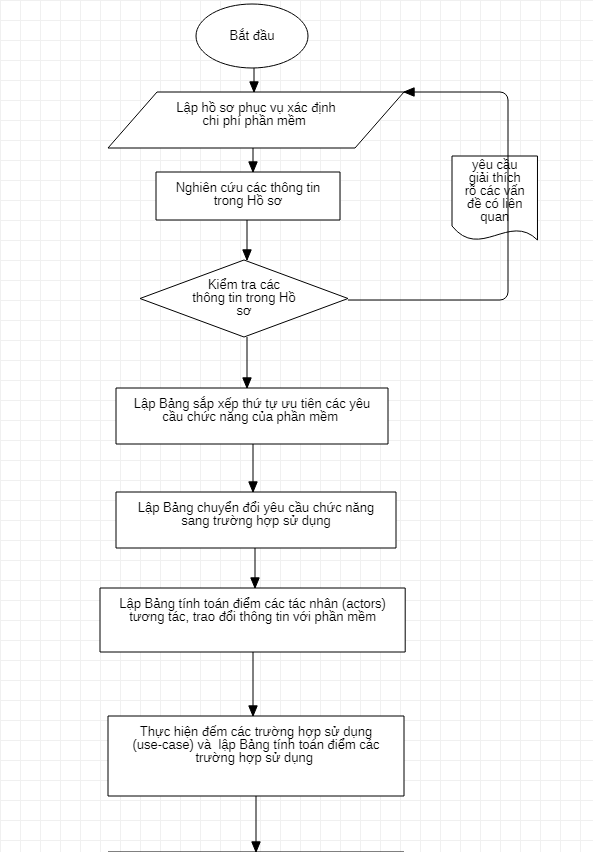 Bắt đầu
Lập hồ sơ phục vụ xác định
chi phí phần mềm
Nghiên cứu các thông tin
trong Hồ sơ
yêu cầu
giải thích
rõ các vấn
đề có liên
quan
Kiểm tra các
thông tin trong Hồ
sơ
Lập Bảng sắp xếp thứ tự ưu tiên các yêu
cầu chức năng của phần mềm
Lập Bảng chuyển đổi yêu cầu chức năng
sang trường hợp sử dụng
Lập Bảng tính toán điểm các tác nhân (actors)
tương tác, trao đổi thông tin với phần mềm
Thực hiện đếm các trường hợp sử dụng
(use-case) và lập Bảng tính toán điểm các
trường hợp sử dụng